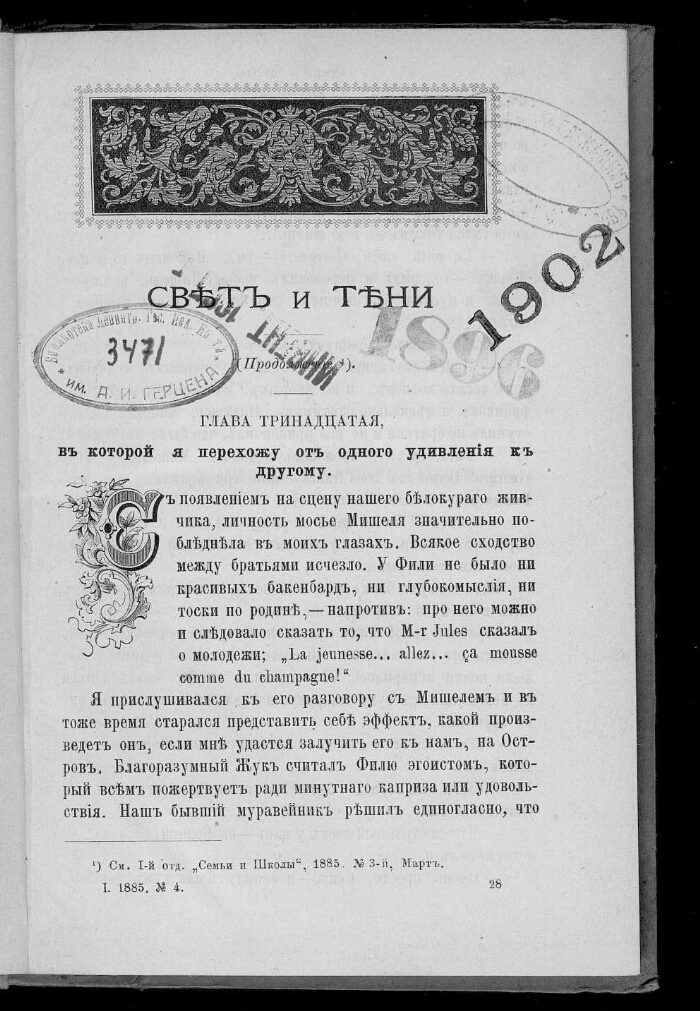 СВѢТЪ и ТѢНИ
1902
1896
3471
им. А. И. ГЕРЦЕНА
(Продолженіе ¹).
ГЛАВА ТРИНАДЦАТАЯ,
въ которой я перехожу отъ одного удивленія къ
другому.
Съ появленіемъ на сцену нашего бѣлокураго жив-
чика, личность мосье Мишеля значительно по-
блѣднѣла въ моихъ глазахъ. Всякое сходство
между братьями исчезло. У Фили не было ни
красивыхъ бакенбардъ, ни глубокомыслія, ни
тоски по родинѣ,—напротивъ: про него можно
и слѣдовало сказать то, что M-r Jules сказалъ
о молодежи; „La jeunesse... allez... ça mousse
comme du champagne!“
Я прислушивался къ его разговору съ Мишелемъ и въ
тоже время старался представить себѣ эффектъ, какой произ-
ведетъ онъ, если мнѣ удастся залучить его къ намъ, на Ост-
ровъ. Благоразумный Жукъ считалъ Филю эгоистомъ, кото-
рый всѣмъ пожертвуетъ ради минутнаго каприза или удоволь-
ствія. Нашъ бывшій муравейникъ рѣшилъ единогласно, что
¹) См. I-й отд. „Семьи и Школы“, 1885. № 3-й, Мартъ.
I. 1885. № 4.
28